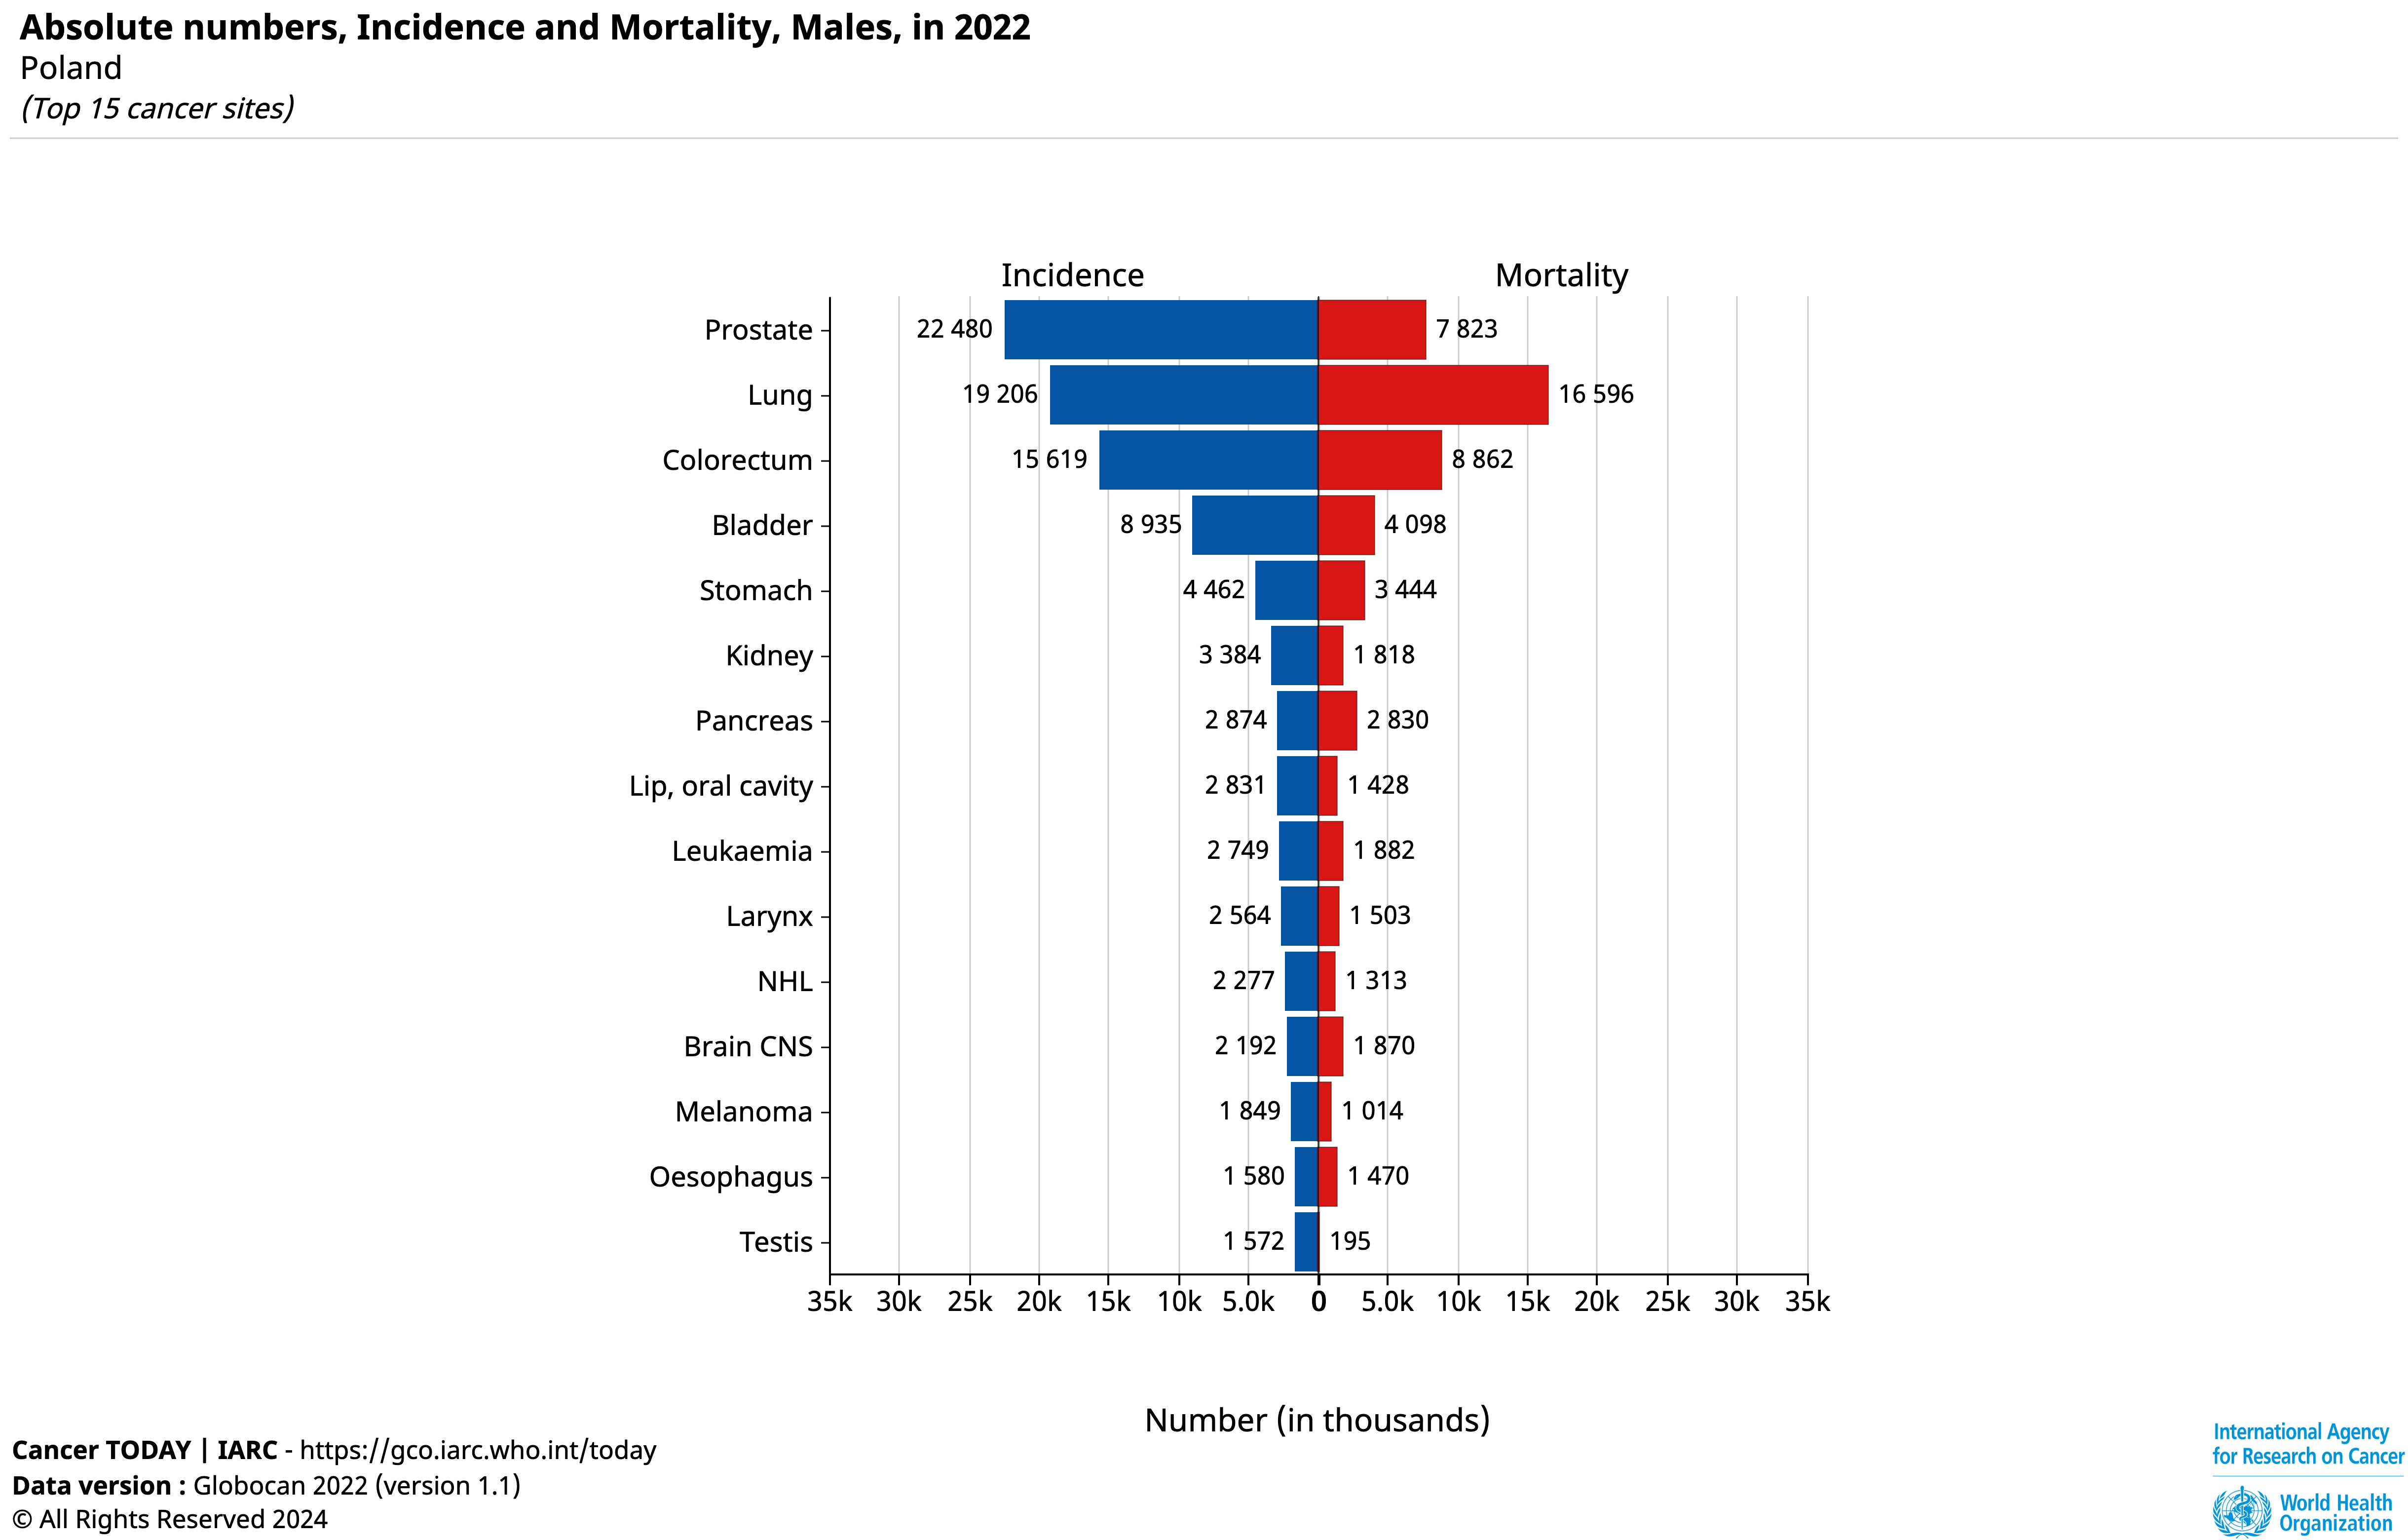 Absolute numbers, Incidence and Mortality, Males, in 2022
Poland
(Top 15 cancer sites)
Incidence Mortality
Prostate 22 480 7 823
Lung 19 206 16 596
Colorectum 15 619 8 862
Bladder 8 935 4 098
Stomach 4 462 3 444
Kidney 3 384 1 818
Pancreas 2 874 2 830
Lip, oral cavity 2 831 1 428
Leukaemia 2 749 1 882
Larynx 2 564 1 503
NHL 2 277 1 313
Brain CNS 2 192 1 870
Melanoma 1 849 1 014
Oesophagus 1 580 1 470
Testis 1 572 195
35k 30k 25k 20k 15k 10k 5.0k 0 5.0k 10k 15k 20k 25k 30k 35k
Number (in thousands)
Cancer TODAY | IARC - https://gco.iarc.who.int/today
Data version : Globocan 2022 (version 1.1)
© All Rights Reserved 2024
International Agency
for Research on Cancer
World Health
Organization